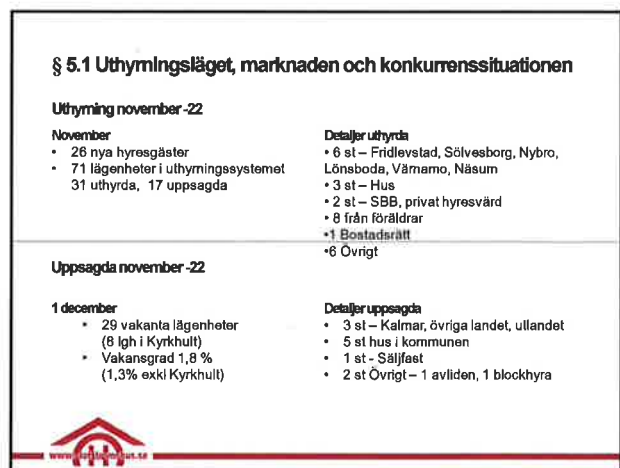 § 5.1 Uthyrningsläget, marknaden och konkurrenssituationen
Uthyrning november -22
November
• 26 nya hyresgäster
• 71 lägenheter i uthyrningssystemet
31 uthyrda, 17 uppsagda
Detaljer uthyrda
• 6 st – Fridlevstad, Sölvesborg, Nybro,
Lönsboda, Värnamo, Näsum
• 3 st – Hus
• 2 st – SBB, privat hyresvärd
• 8 från föräldrar
•1 Bostadsrätt
•6 Övrigt
Uppsagda november -22
1 december
• 29 vakanta lägenheter
(8 lgh i Kyrkhult)
• Vakansgrad 1,8 %
(1,3% exkl Kyrkhult)
Detaljer uppsagda
• 3 st – Kalmar, övriga landet, utlandet
• 5 st hus i kommunen
• 1 st - Säljfast
• 2 st Övrigt – 1 avliden, 1 blockhyra